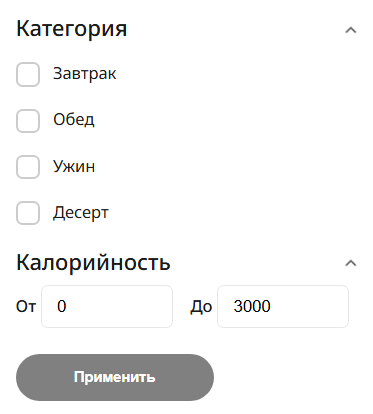 Категория
Завтрак
Обед
Ужин
Десерт
Калорийность
От 0 До 3000
Применить